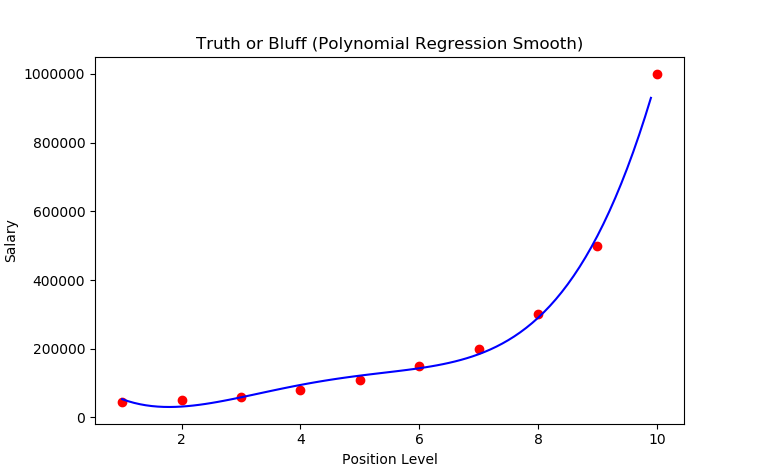 Truth or Bluff (Polynomial Regression Smooth)
1000000
800000
600000
400000
200000
0
Salary
2 4 6 8 10
Position Level